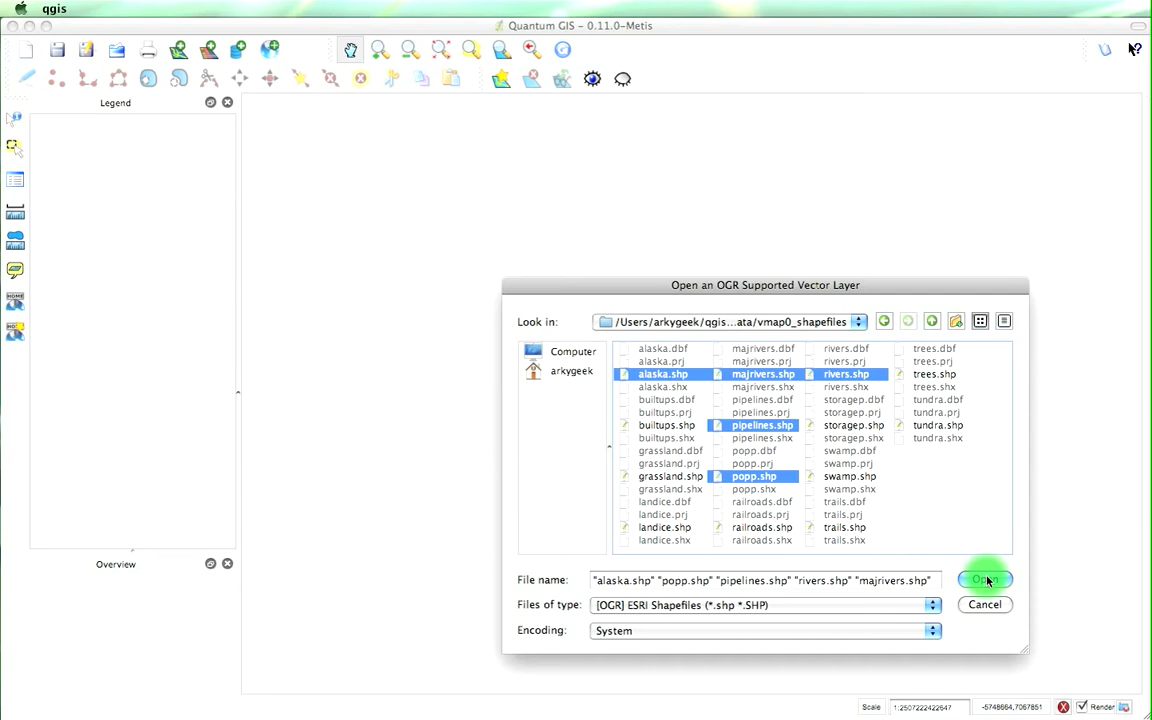 qgis
Quantum GIS - 0.11.0-Metis
Legend
Open an OGR Supported Vector Layer
Look in: /Users/arkygeek/qgis...ata/vmap0_shapefiles
Computer
arkygeek
alaska.dbf majrivers.dbf rivers.dbf trees.dbf
alaska.prj majrivers.prj rivers.prj trees.prj
alaska.shp majrivers.shp rivers.shp trees.shp
alaska.shx majrivers.shx rivers.shx trees.shx
builtups.dbf pipelines.dbf storagep.dbf tundra.dbf
builtups.prj pipelines.prj storagep.prj tundra.prj
builtups.shp pipelines.shp storagep.shp tundra.shp
builtups.shx pipelines.shx storagep.shx tundra.shx
grassland.dbf popp.dbf swamp.dbf
grassland.prj popp.prj swamp.prj
grassland.shp popp.shp swamp.shp
grassland.shx popp.shx swamp.shx
landice.dbf railroads.dbf trails.dbf
landice.prj railroads.prj trails.prj
landice.shp railroads.shp trails.shp
landice.shx railroads.shx trails.shx
Overview
File name: "alaska.shp" "popp.shp" "pipelines.shp" "rivers.shp" "majrivers.shp" Open
Files of type: [OGR] ESRI Shapefiles (*.shp *.SHP) Cancel
Encoding: System
HOME
Scale 1:2507222422647 -5748664,7067851 Render